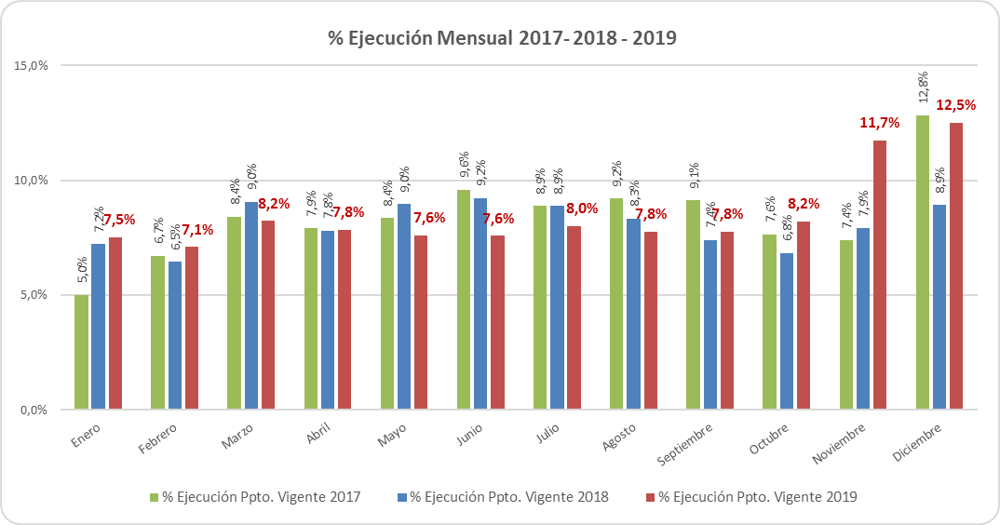 % Ejecución Mensual 2017- 2018 - 2019
15,0%
10,0%
5,0%
0,0%
5,0% 7,2% 7,5%
6,7% 6,5% 7,1%
8,4% 9,0% 8,2%
7,9% 7,8% 7,8%
8,4% 9,0% 7,6%
9,6% 9,2% 7,6%
8,9% 8,9% 8,0%
9,2% 8,3% 7,8%
9,1% 7,4% 7,8%
7,6% 6,8% 8,2%
7,4% 7,9% 11,7%
12,8% 8,9% 12,5%
Enero Febrero Marzo Abril Mayo Junio Julio Agosto Septiembre Octubre Noviembre Diciembre
% Ejecución Ppto. Vigente 2017 % Ejecución Ppto. Vigente 2018 % Ejecución Ppto. Vigente 2019